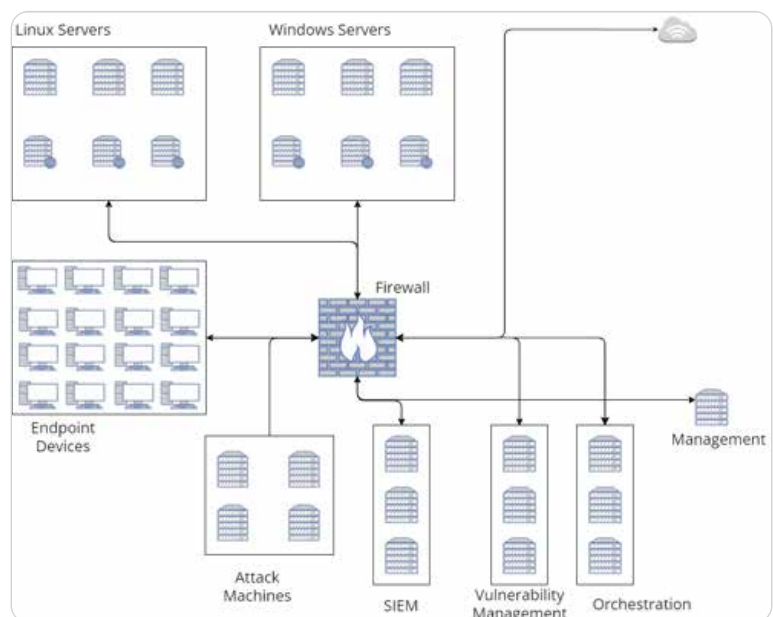 Linux Servers
Windows Servers
Firewall
Endpoint
Devices
Management
Attack
Machines
SIEM
Vulnerability
Management
Orchestration